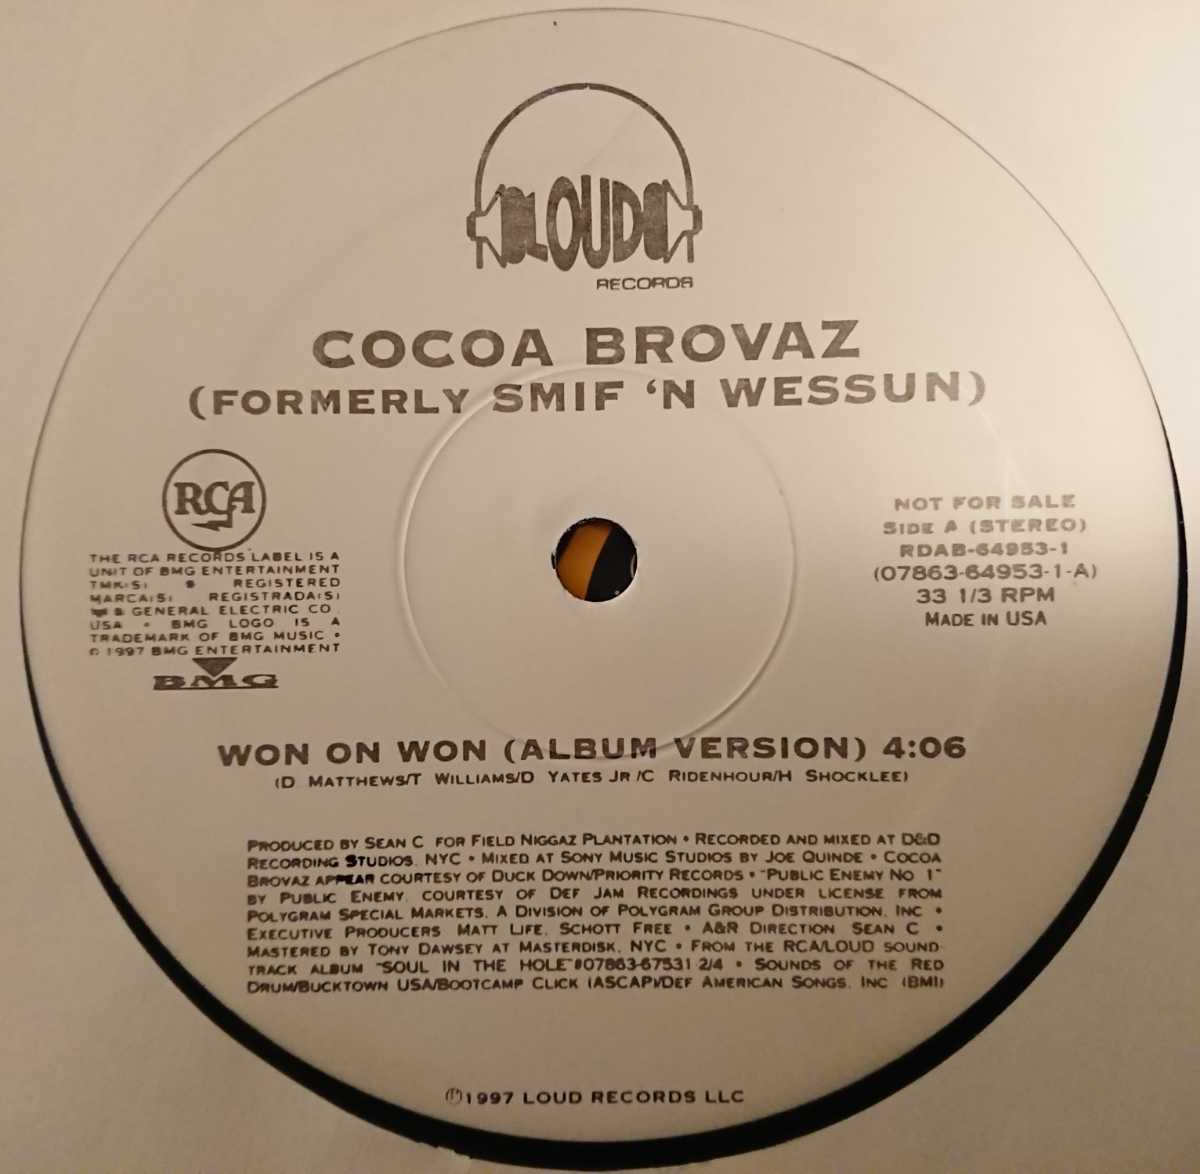 LOUD
RECORDS
COCOA BROVAZ
(FORMERLY SMIF 'N WESSUN)
RCA
THE RCA RECORDS LABEL IS A
UNIT OF BMG ENTERTAINMENT
TMK(S) ® REGISTERED
MARCA(S) REGISTRADA(S)
® GENERAL ELECTRIC CO.
USA • BMG LOGO IS A
TRADEMARK OF BMG MUSIC •
© 1997 BMG ENTERTAINMENT
BMG
NOT FOR SALE
SIDE A (STEREO)
RDAB-64953-1
(07863-64953-1-A)
33 1/3 RPM
MADE IN USA
WON ON WON (ALBUM VERSION) 4:06
(D. MATTHEWS/T. WILLIAMS/D. YATES JR./C. RIDENHOUR/H. SHOCKLEE)
PRODUCED BY SEAN C. FOR FIELD NIGGAZ PLANTATION • RECORDED AND MIXED AT D&D
RECORDING STUDIOS, NYC • MIXED AT SONY MUSIC STUDIOS BY JOE QUINDE • COCOA
BROVAZ APPEAR COURTESY OF DUCK DOWN/PRIORITY RECORDS • "PUBLIC ENEMY NO. 1"
BY PUBLIC ENEMY, COURTESY OF DEF JAM RECORDINGS UNDER LICENSE FROM
POLYGRAM SPECIAL MARKETS, A DIVISION OF POLYGRAM GROUP DISTRIBUTION, INC. •
EXECUTIVE PRODUCERS: MATT LIFE, SCHOTT FREE • A&R DIRECTION: SEAN C. •
MASTERED BY TONY DAWSEY AT MASTERDISK, NYC • FROM THE RCA/LOUD SOUND-
TRACK ALBUM "SOUL IN THE HOLE" #07863-67531-2/4 • SOUNDS OF THE RED
DRUM/BUCKTOWN USA/BOOTCAMP CLICK (ASCAP)/DEF AMERICAN SONGS, INC. (BMI)
℗1997 LOUD RECORDS LLC